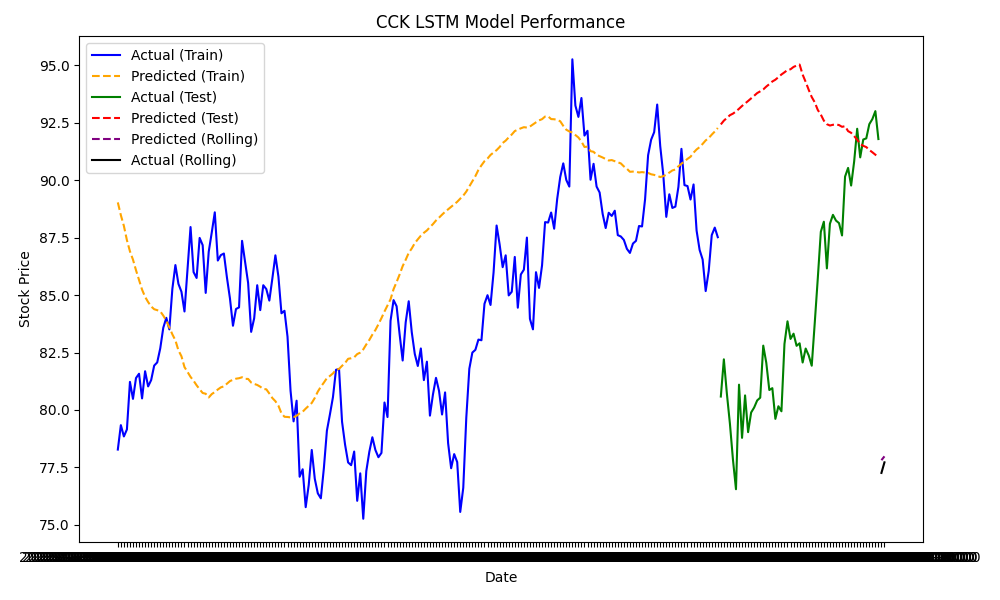 CCK LSTM Model Performance
Actual (Train)
Predicted (Train)
Actual (Test)
Predicted (Test)
Predicted (Rolling)
Actual (Rolling)
95.0
92.5
90.0
87.5
85.0
82.5
80.0
77.5
75.0
Stock Price
Date